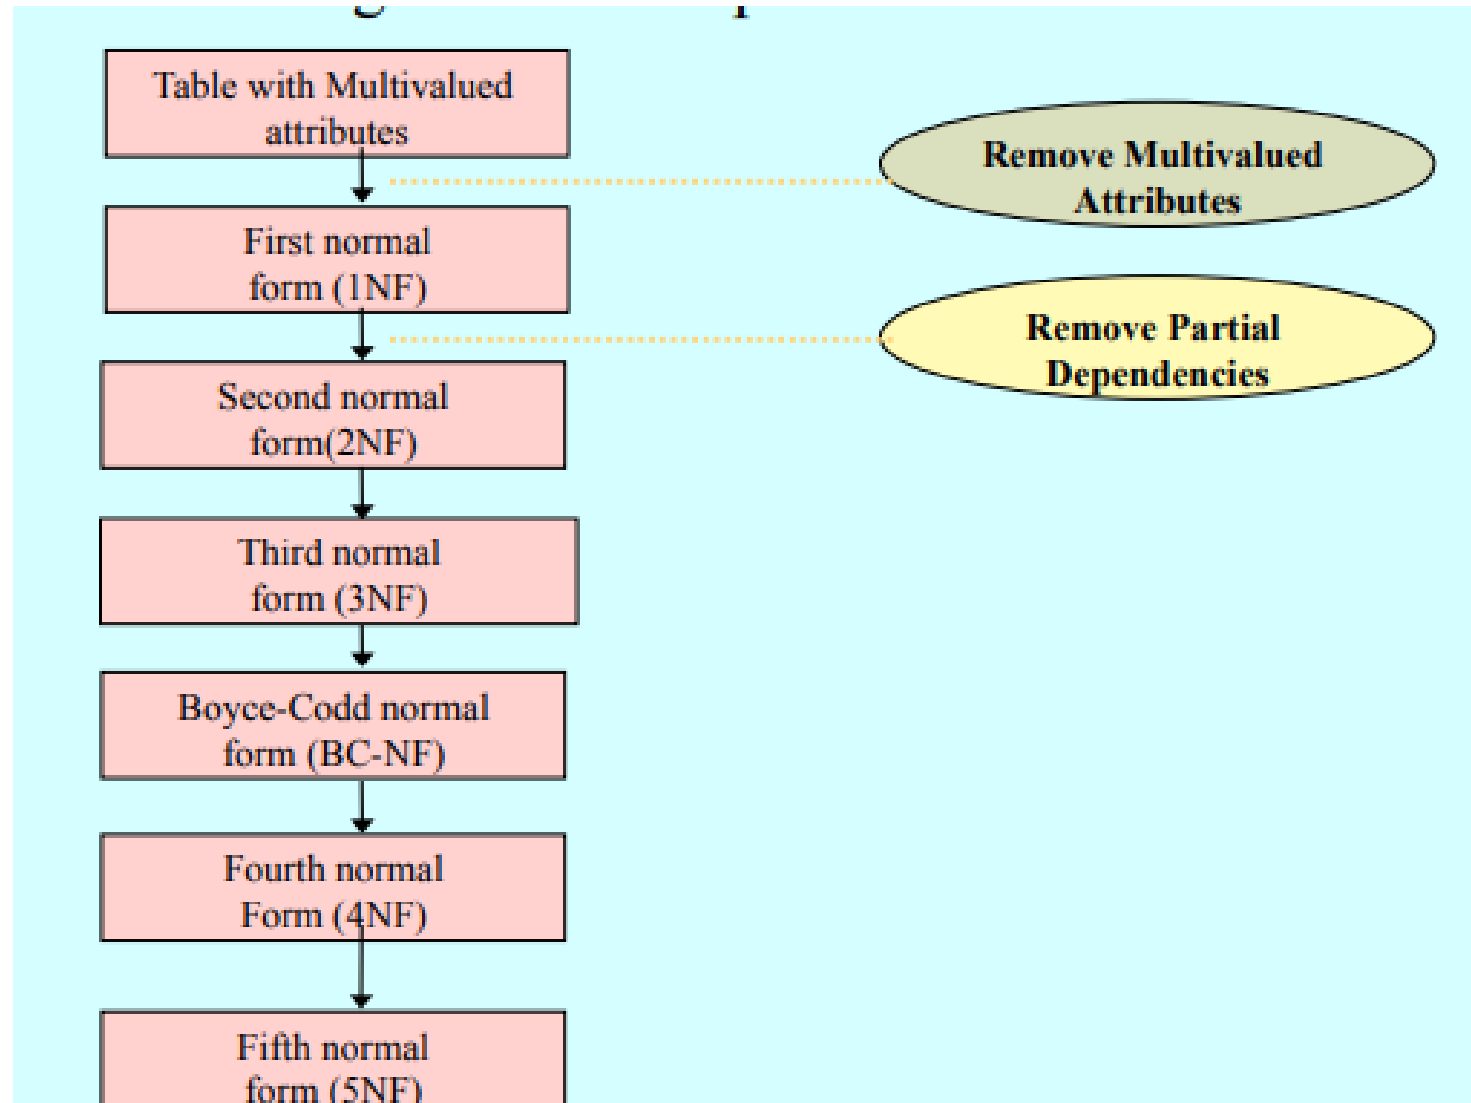 Table with Multivalued
attributes
Remove Multivalued
Attributes
First normal
form (1NF)
Remove Partial
Dependencies
Second normal
form(2NF)
Third normal
form (3NF)
Boyce-Codd normal
form (BC-NF)
Fourth normal
Form (4NF)
Fifth normal
form (5NF)